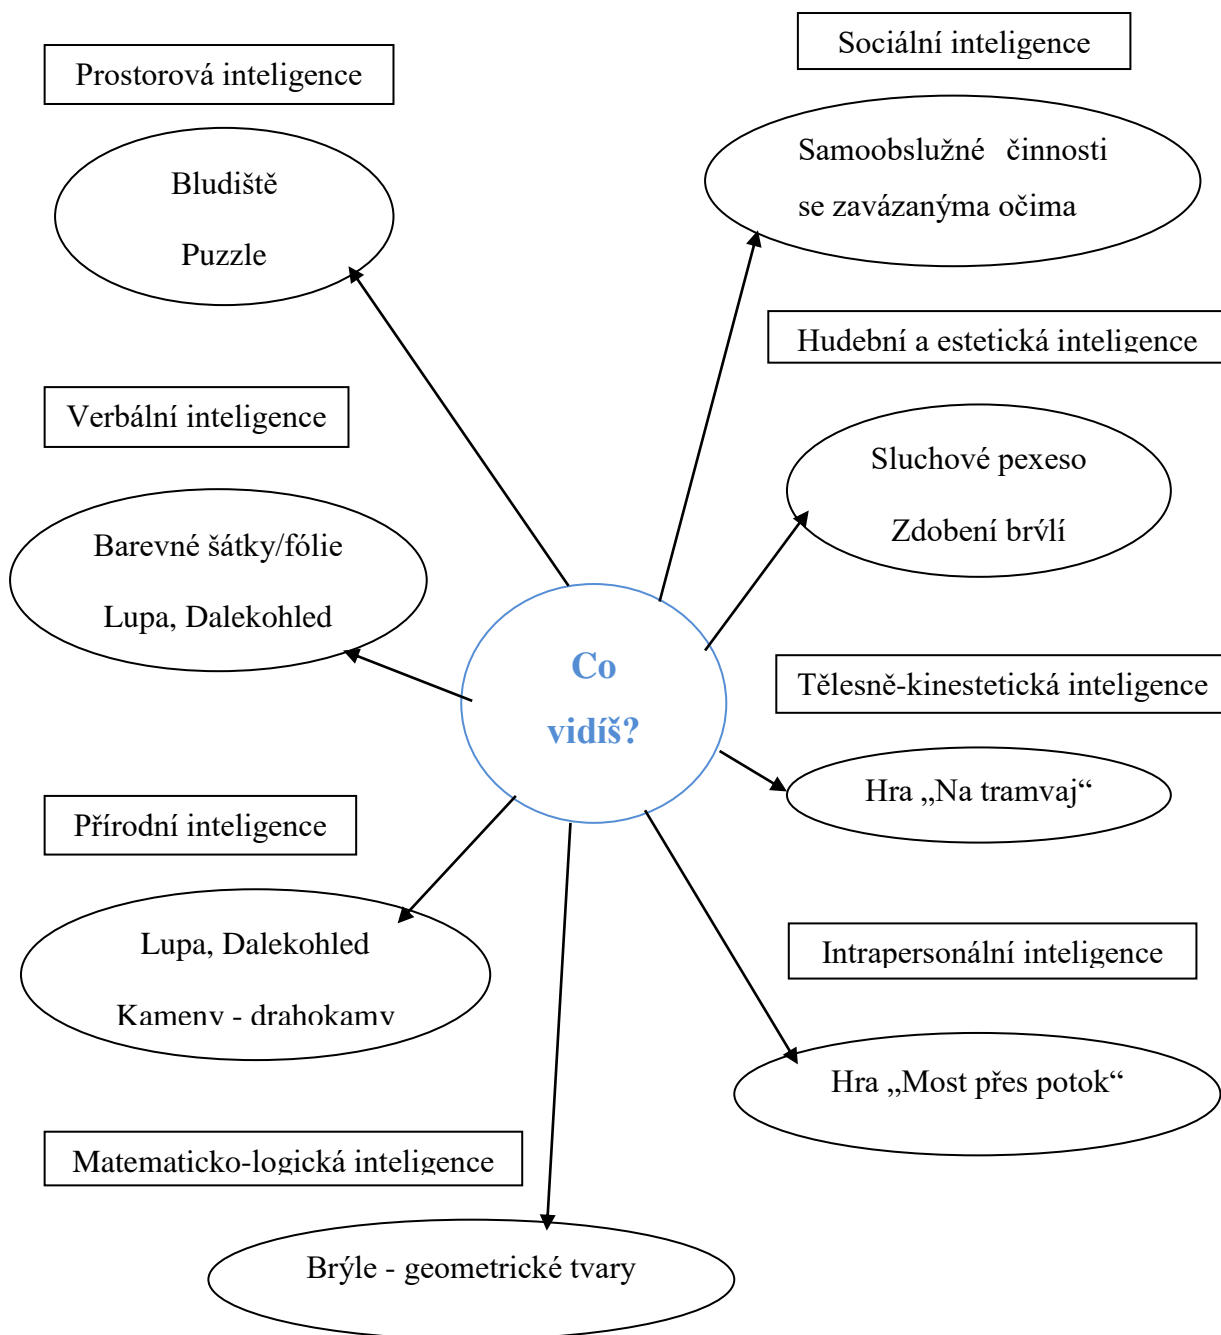 Sociální inteligence
Prostorová inteligence
Samoobslužné činnosti
se zavázanýma očima
Bludiště
Puzzle
Hudební a estetická inteligence
Verbální inteligence
Sluchové pexeso
Zdobení brýlí
Barevné šátky/fólie
Lupa, Dalekohled
Co
vidíš?
Tělesně-kinestetická inteligence
Hra „Na tramvaj“
Přírodní inteligence
Lupa, Dalekohled
Kameny - drahokamy
Intrapersonální inteligence
Hra „Most přes potok“
Matematicko-logická inteligence
Brýle - geometrické tvary